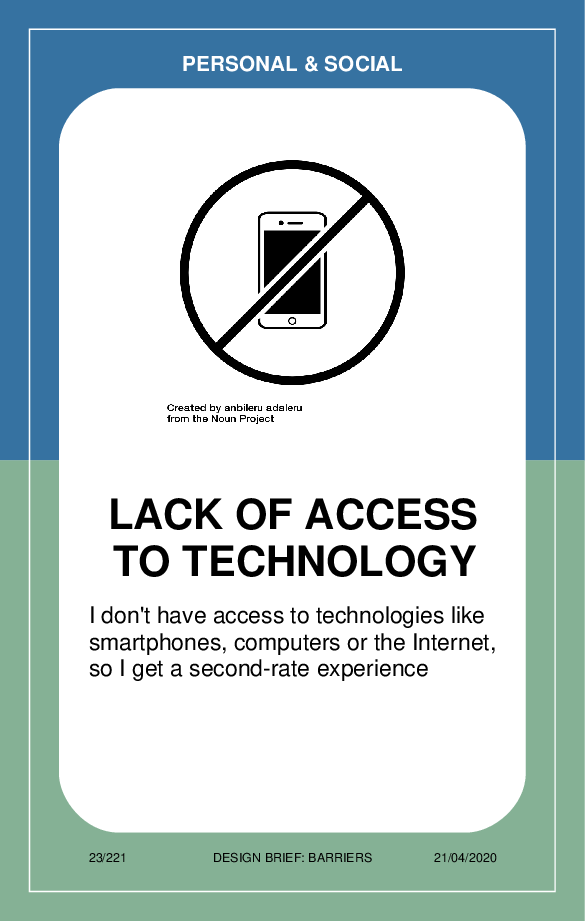 PERSONAL & SOCIAL
Created by anbileru adaleru
from the Noun Project
LACK OF ACCESS
TO TECHNOLOGY
I don't have access to technologies like
smartphones, computers or the Internet,
so I get a second-rate experience
23/221 DESIGN BRIEF: BARRIERS 21/04/2020